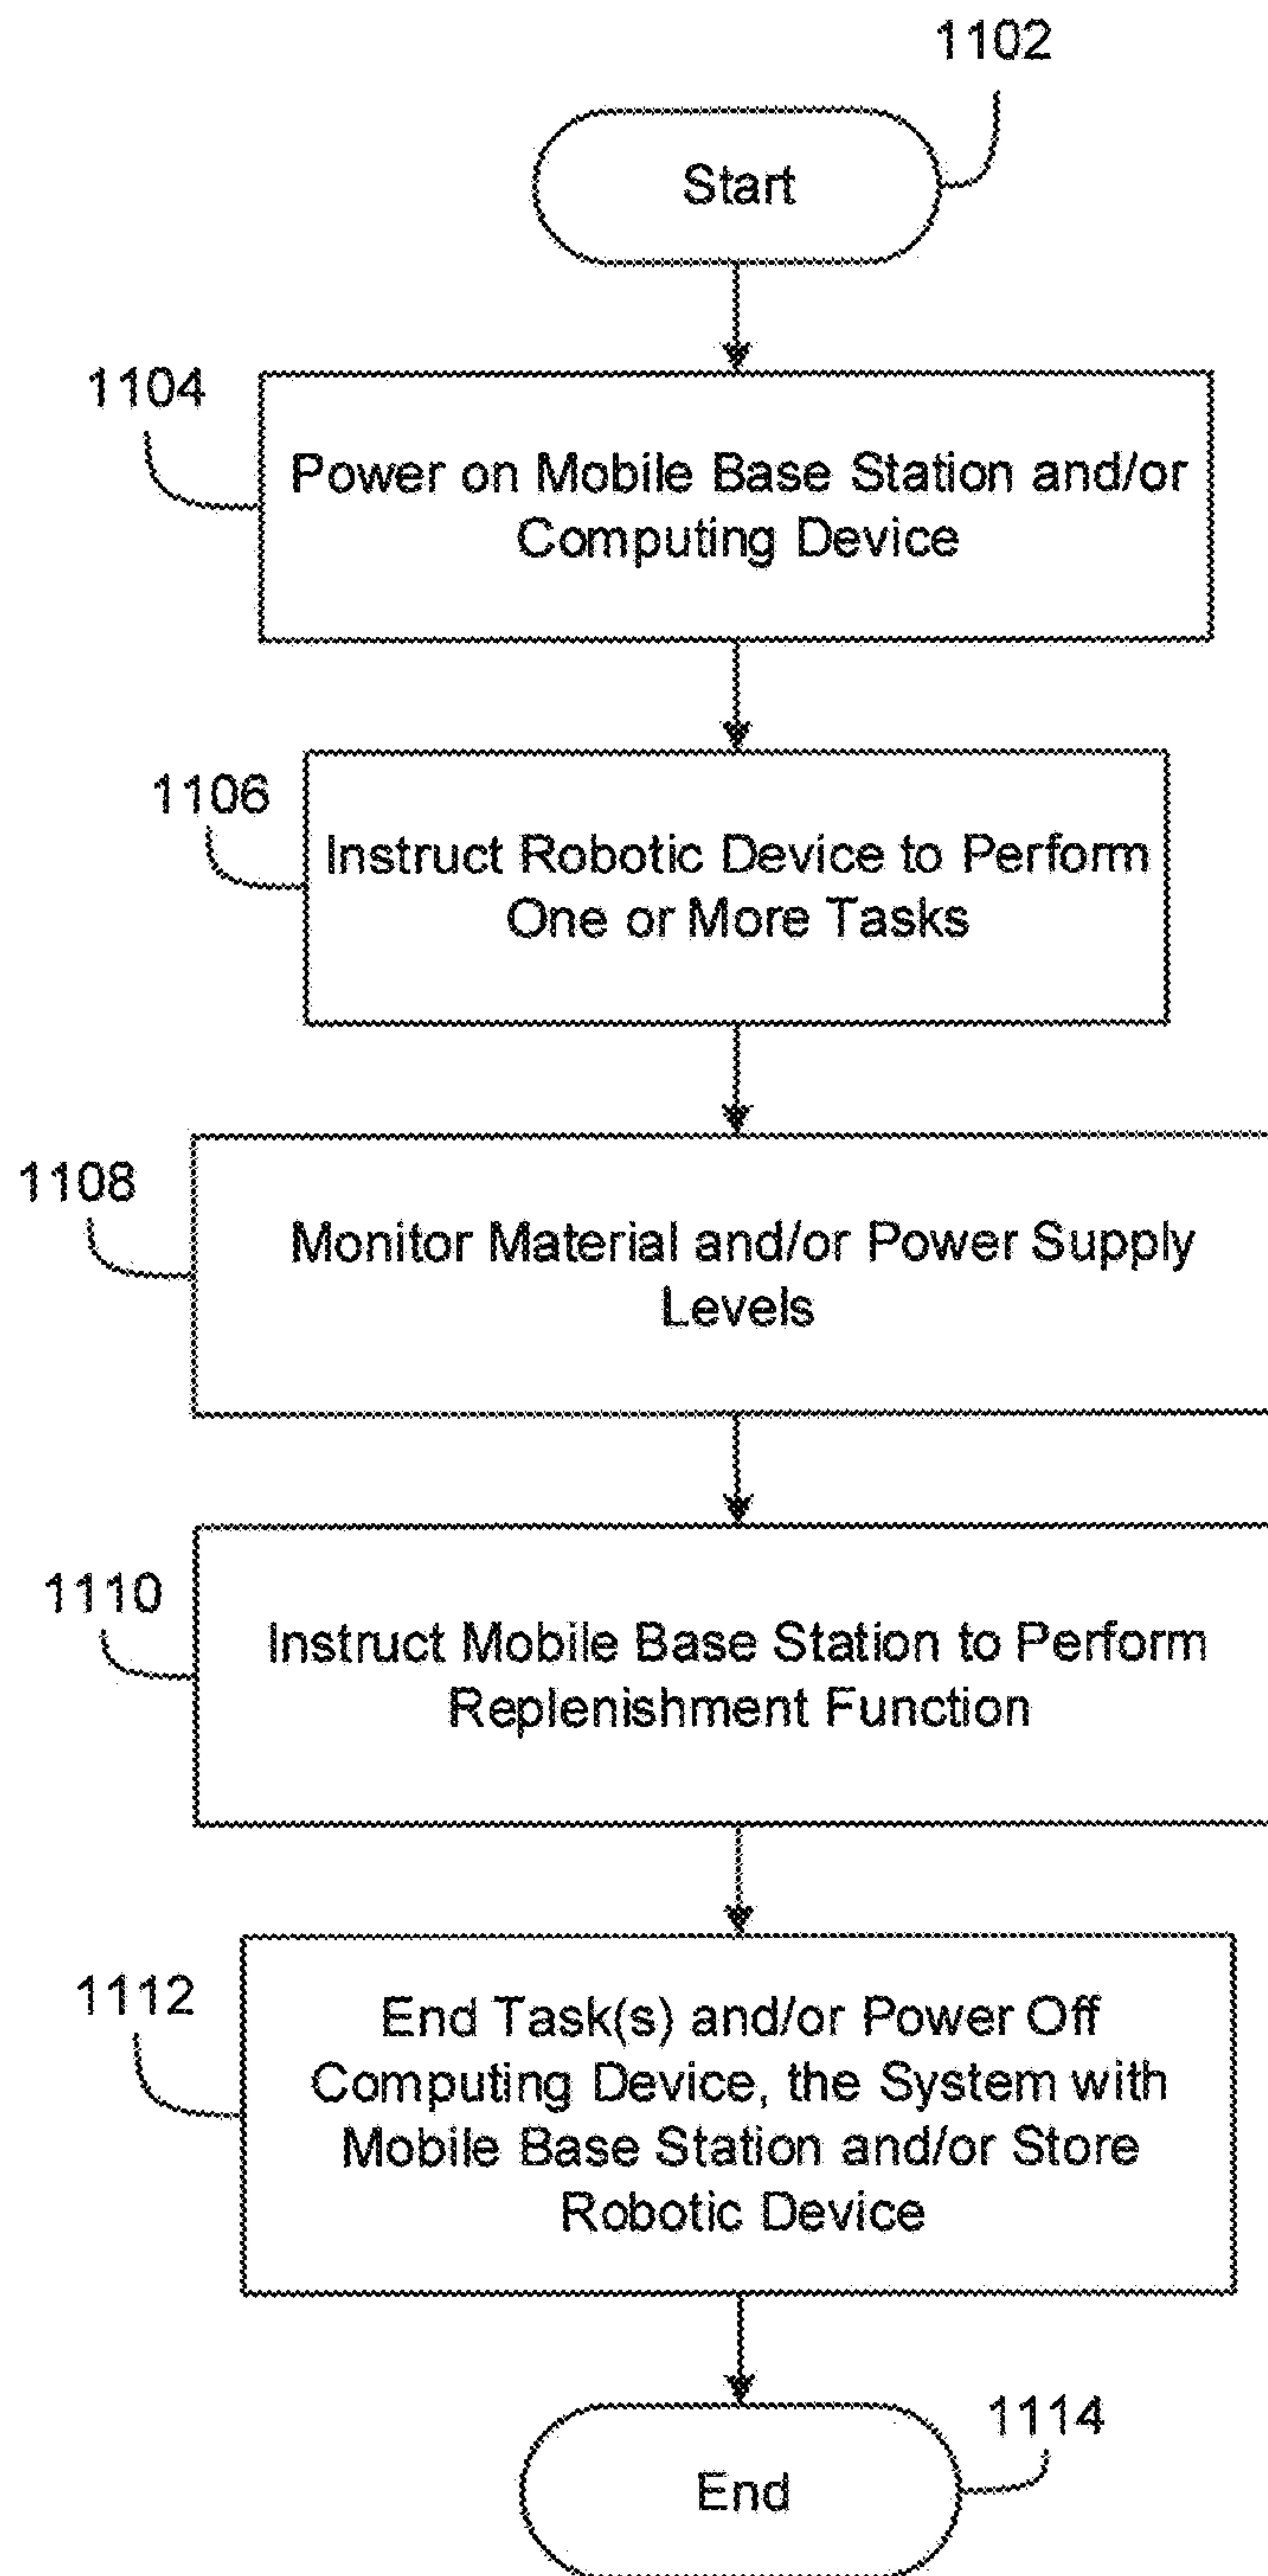 1102
Start
1104
Power on Mobile Base Station and/or
Computing Device
1106
Instruct Robotic Device to Perform
One or More Tasks
1108
Monitor Material and/or Power Supply
Levels
1110
Instruct Mobile Base Station to Perform
Replenishment Function
1112
End Task(s) and/or Power Off
Computing Device, the System with
Mobile Base Station and/or Store
Robotic Device
1114
End